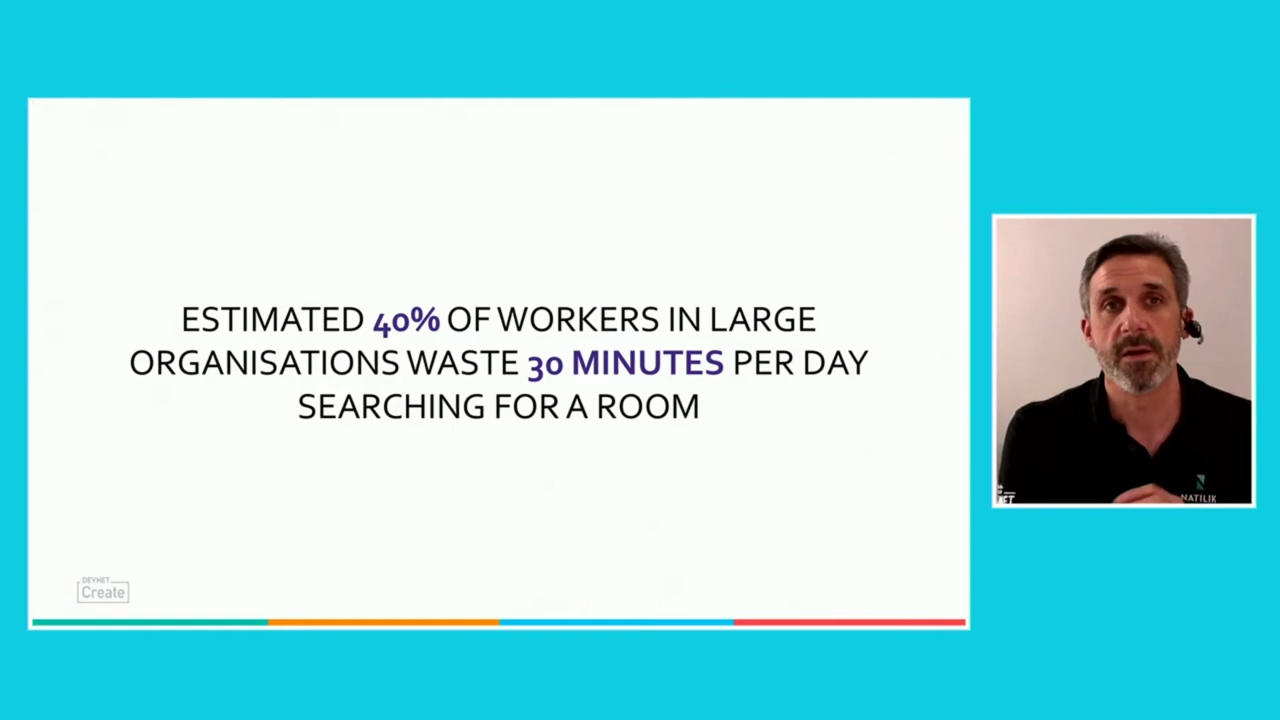 ESTIMATED 40% OF WORKERS IN LARGE
ORGANISATIONS WASTE 30 MINUTES PER DAY
SEARCHING FOR A ROOM
DEVNET
Create
NATILIK